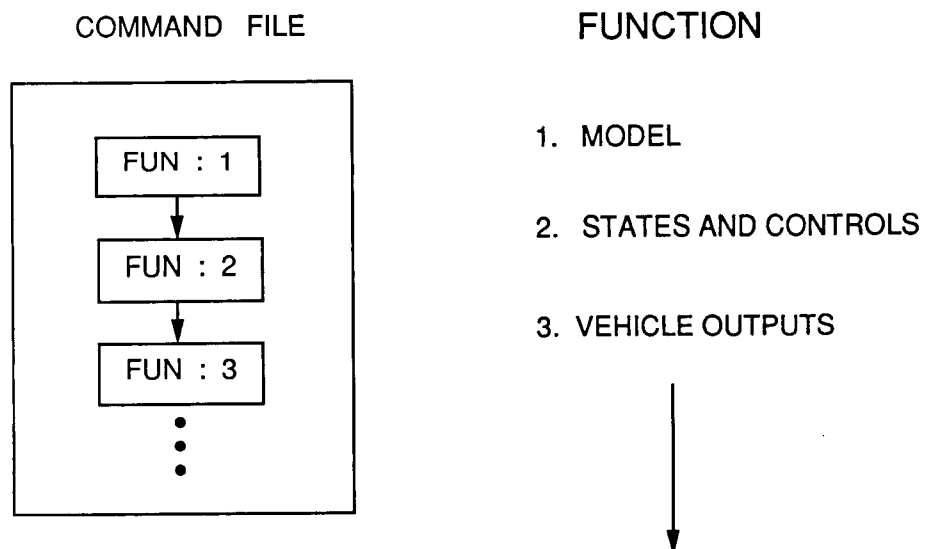 COMMAND FILE
FUN : 1
FUN : 2
FUN : 3
FUNCTION
1. MODEL
2. STATES AND CONTROLS
3. VEHICLE OUTPUTS